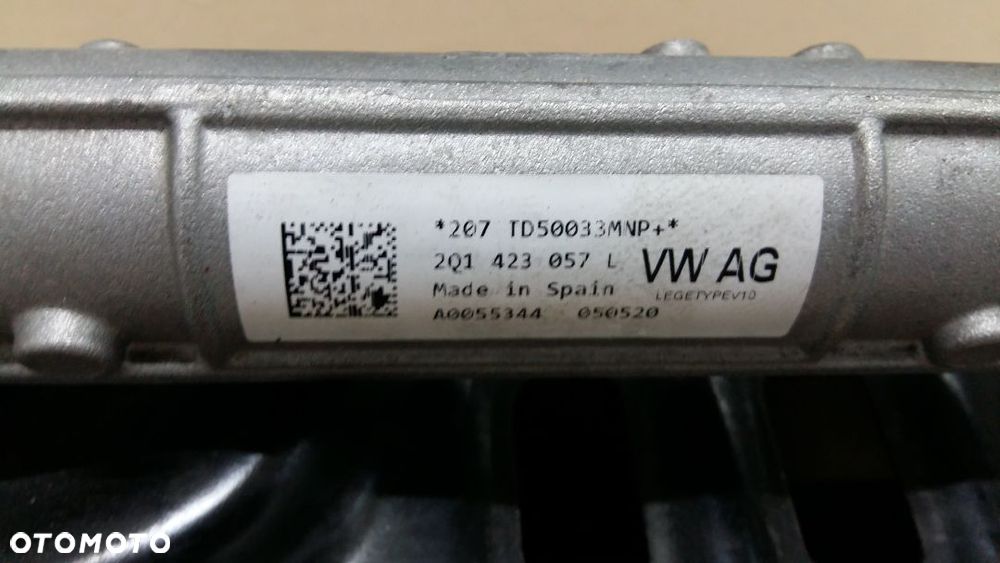 *207 TD50033MNP+*
2Q1 423 057 L
VW AG
Made in Spain
LEGETYPEV10
A0055344 050520
OTOMOTO